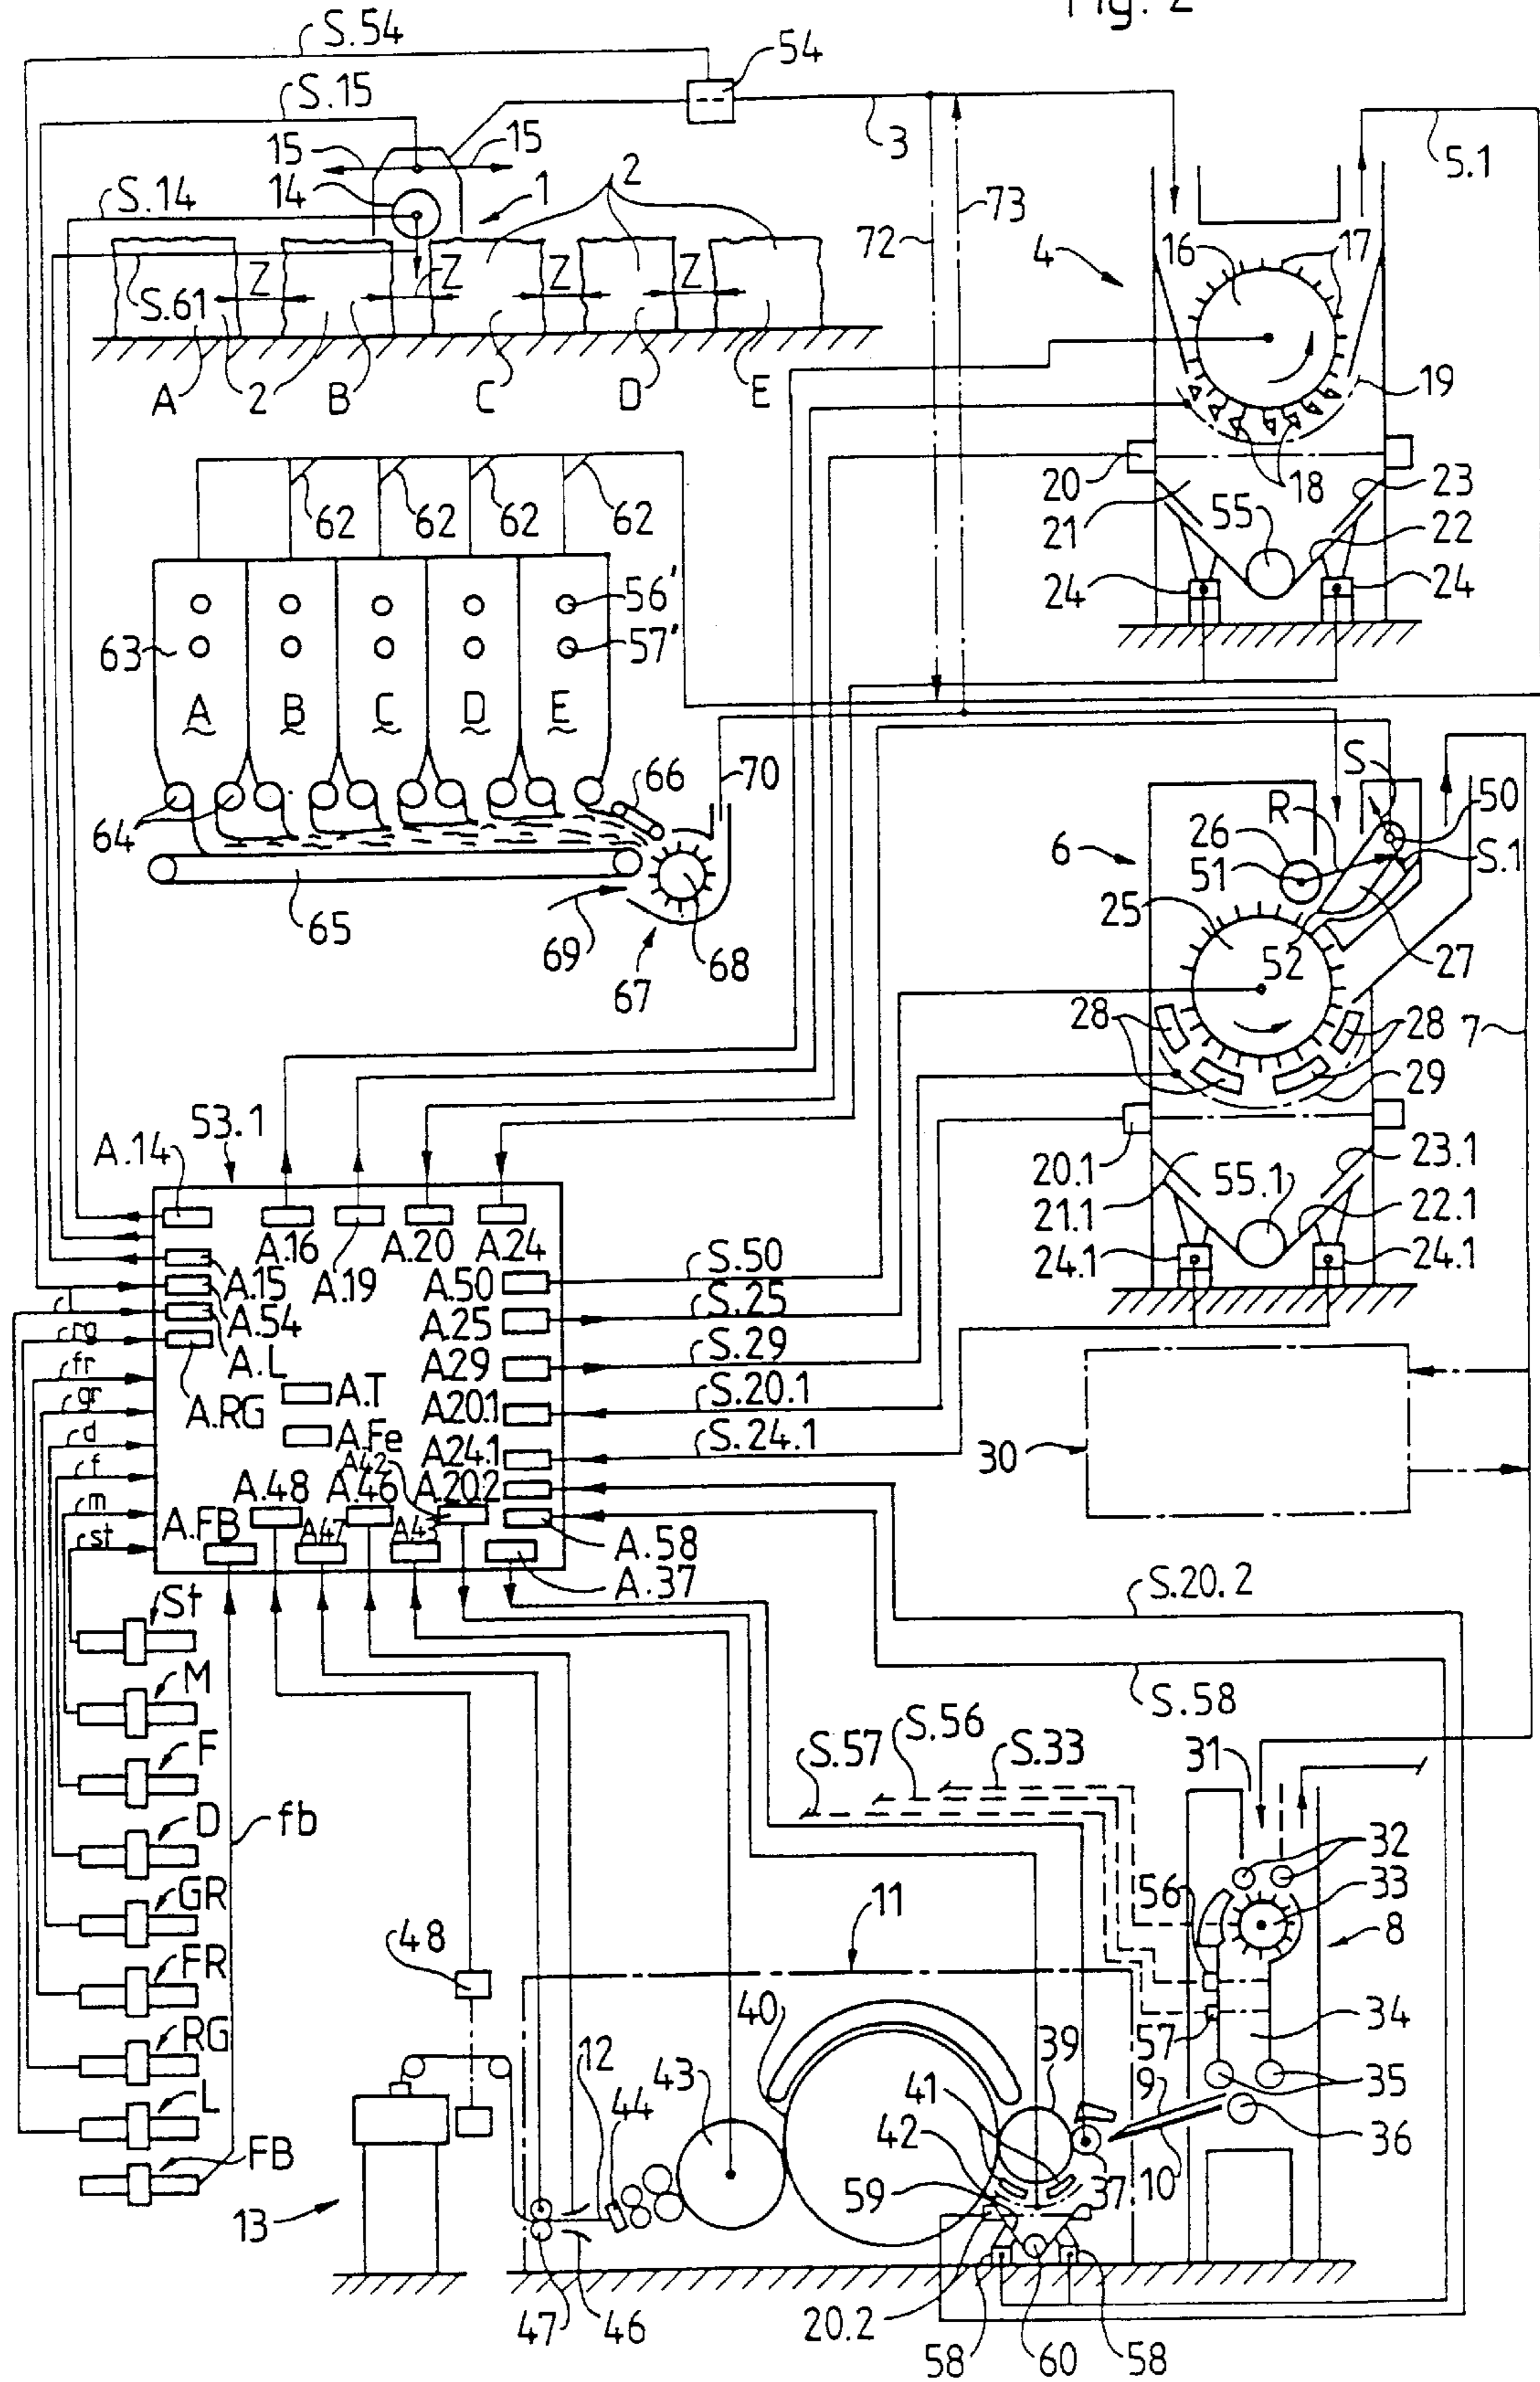 Fig. 2
S.54
54
S.15
15
15
3
5.1
S.14
14
1
2
73
72
4
16
17
Z
Z
Z
Z
S.61
A
2
B
C
D
E
19
20
18
23
62
62
62
62
21
55
22
24
24
56'
57'
63
A
B
C
D
E
66
70
S
50
R
26
6
51
S.1
64
25
65
52
27
69
68
67
28
28
7
29
53.1
A.14
20.1
23.1
21.1
55.1
22.1
A.16
A.20
A.24
24.1
24.1
A.15
A.19
A.50
S.50
l
A.54
A.25
S.25
rg
A.L
A.29
S.29
fr
A.RG
A.T
A.20.1
S.20.1
gr
d
A.Fe
A.24.1
S.24.1
30
f
A.42
A.48
A.46
A.20.2
m
A.FB
A.47
A.43
st
A.58
A.37
St
S.20.2
M
S.58
S.56
S.57
S.33
31
F
D
fb
32
56
33
GR
11
8
48
FR
40
34
57
RG
12
43
39
9
35
44
41
L
42
36
FB
59
37
10
13
47
46
20.2
58
60
58